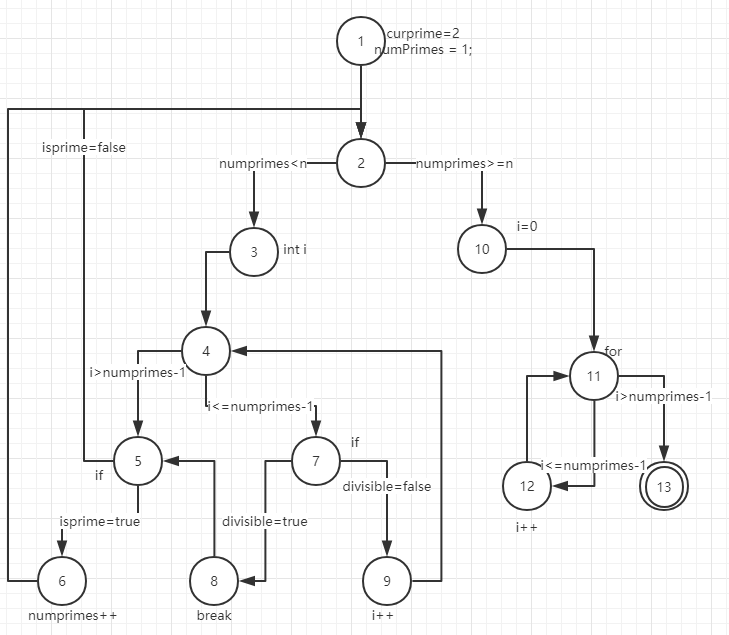 1
curprime=2
numPrimes = 1;
isprime=false
numprimes<n
2
numprimes>=n
3
int i
i=0
10
4
for
11
i>numprimes-1
i<=numprimes-1
i>numprimes-1
if
5
7
if
divisible=false
i<=numprimes-1
12
13
isprime=true
divisible=true
i++
6
8
9
numprimes++
break
i++